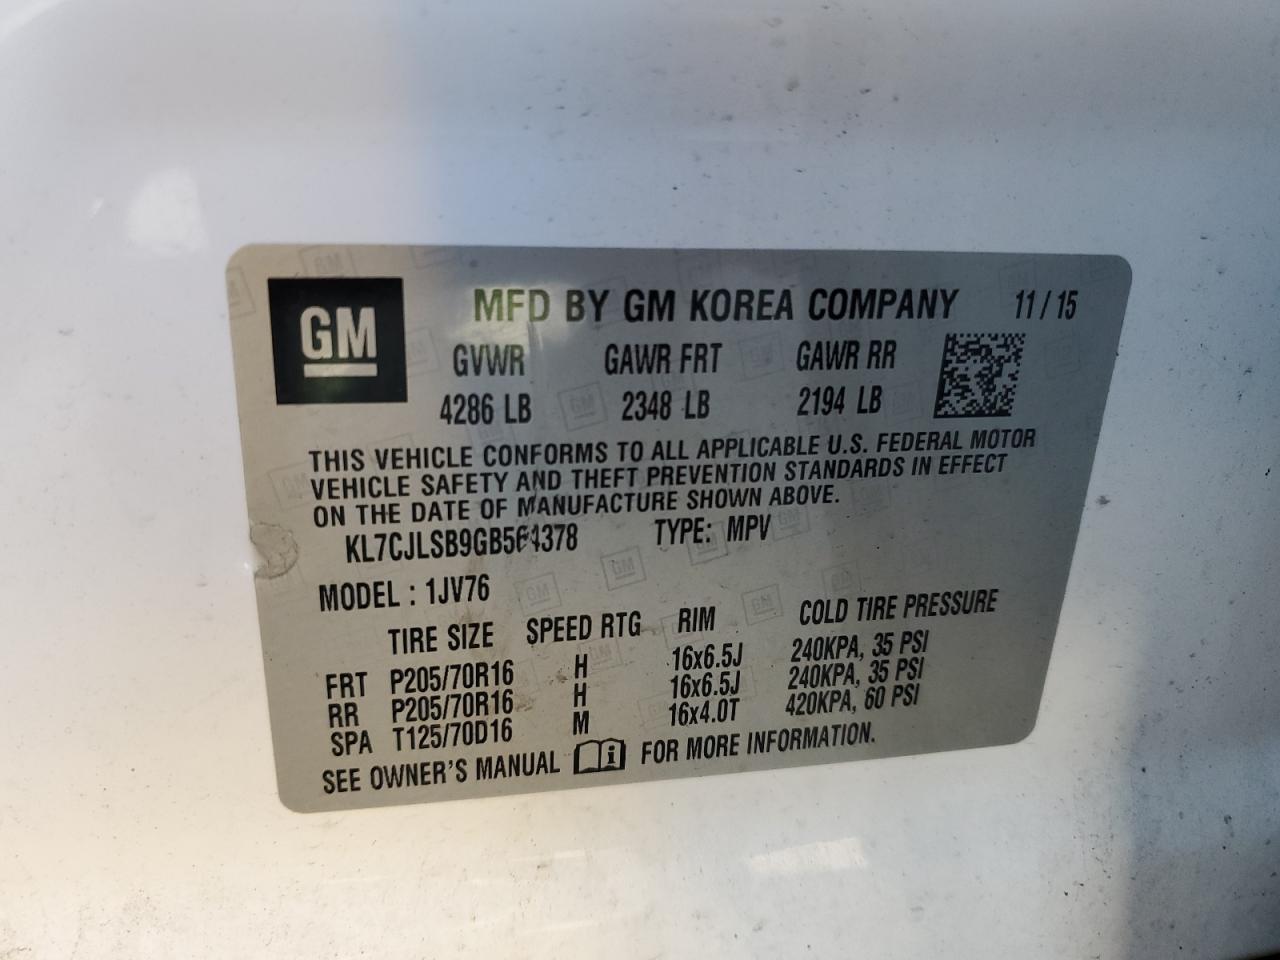 GM
MFD BY GM KOREA COMPANY 11/15
GVWR GAWR FRT GAWR RR
4286 LB 2348 LB 2194 LB
THIS VEHICLE CONFORMS TO ALL APPLICABLE U.S. FEDERAL MOTOR
VEHICLE SAFETY AND THEFT PREVENTION STANDARDS IN EFFECT
ON THE DATE OF MANUFACTURE SHOWN ABOVE.
KL7CJLSB9GB564378 TYPE: MPV
MODEL : 1JV76
TIRE SIZE SPEED RTG RIM COLD TIRE PRESSURE
FRT P205/70R16 H 16x6.5J 240KPA, 35 PSI
RR P205/70R16 H 16x6.5J 240KPA, 35 PSI
SPA T125/70D16 M 16x4.0T 420KPA, 60 PSI
SEE OWNER'S MANUAL i FOR MORE INFORMATION.